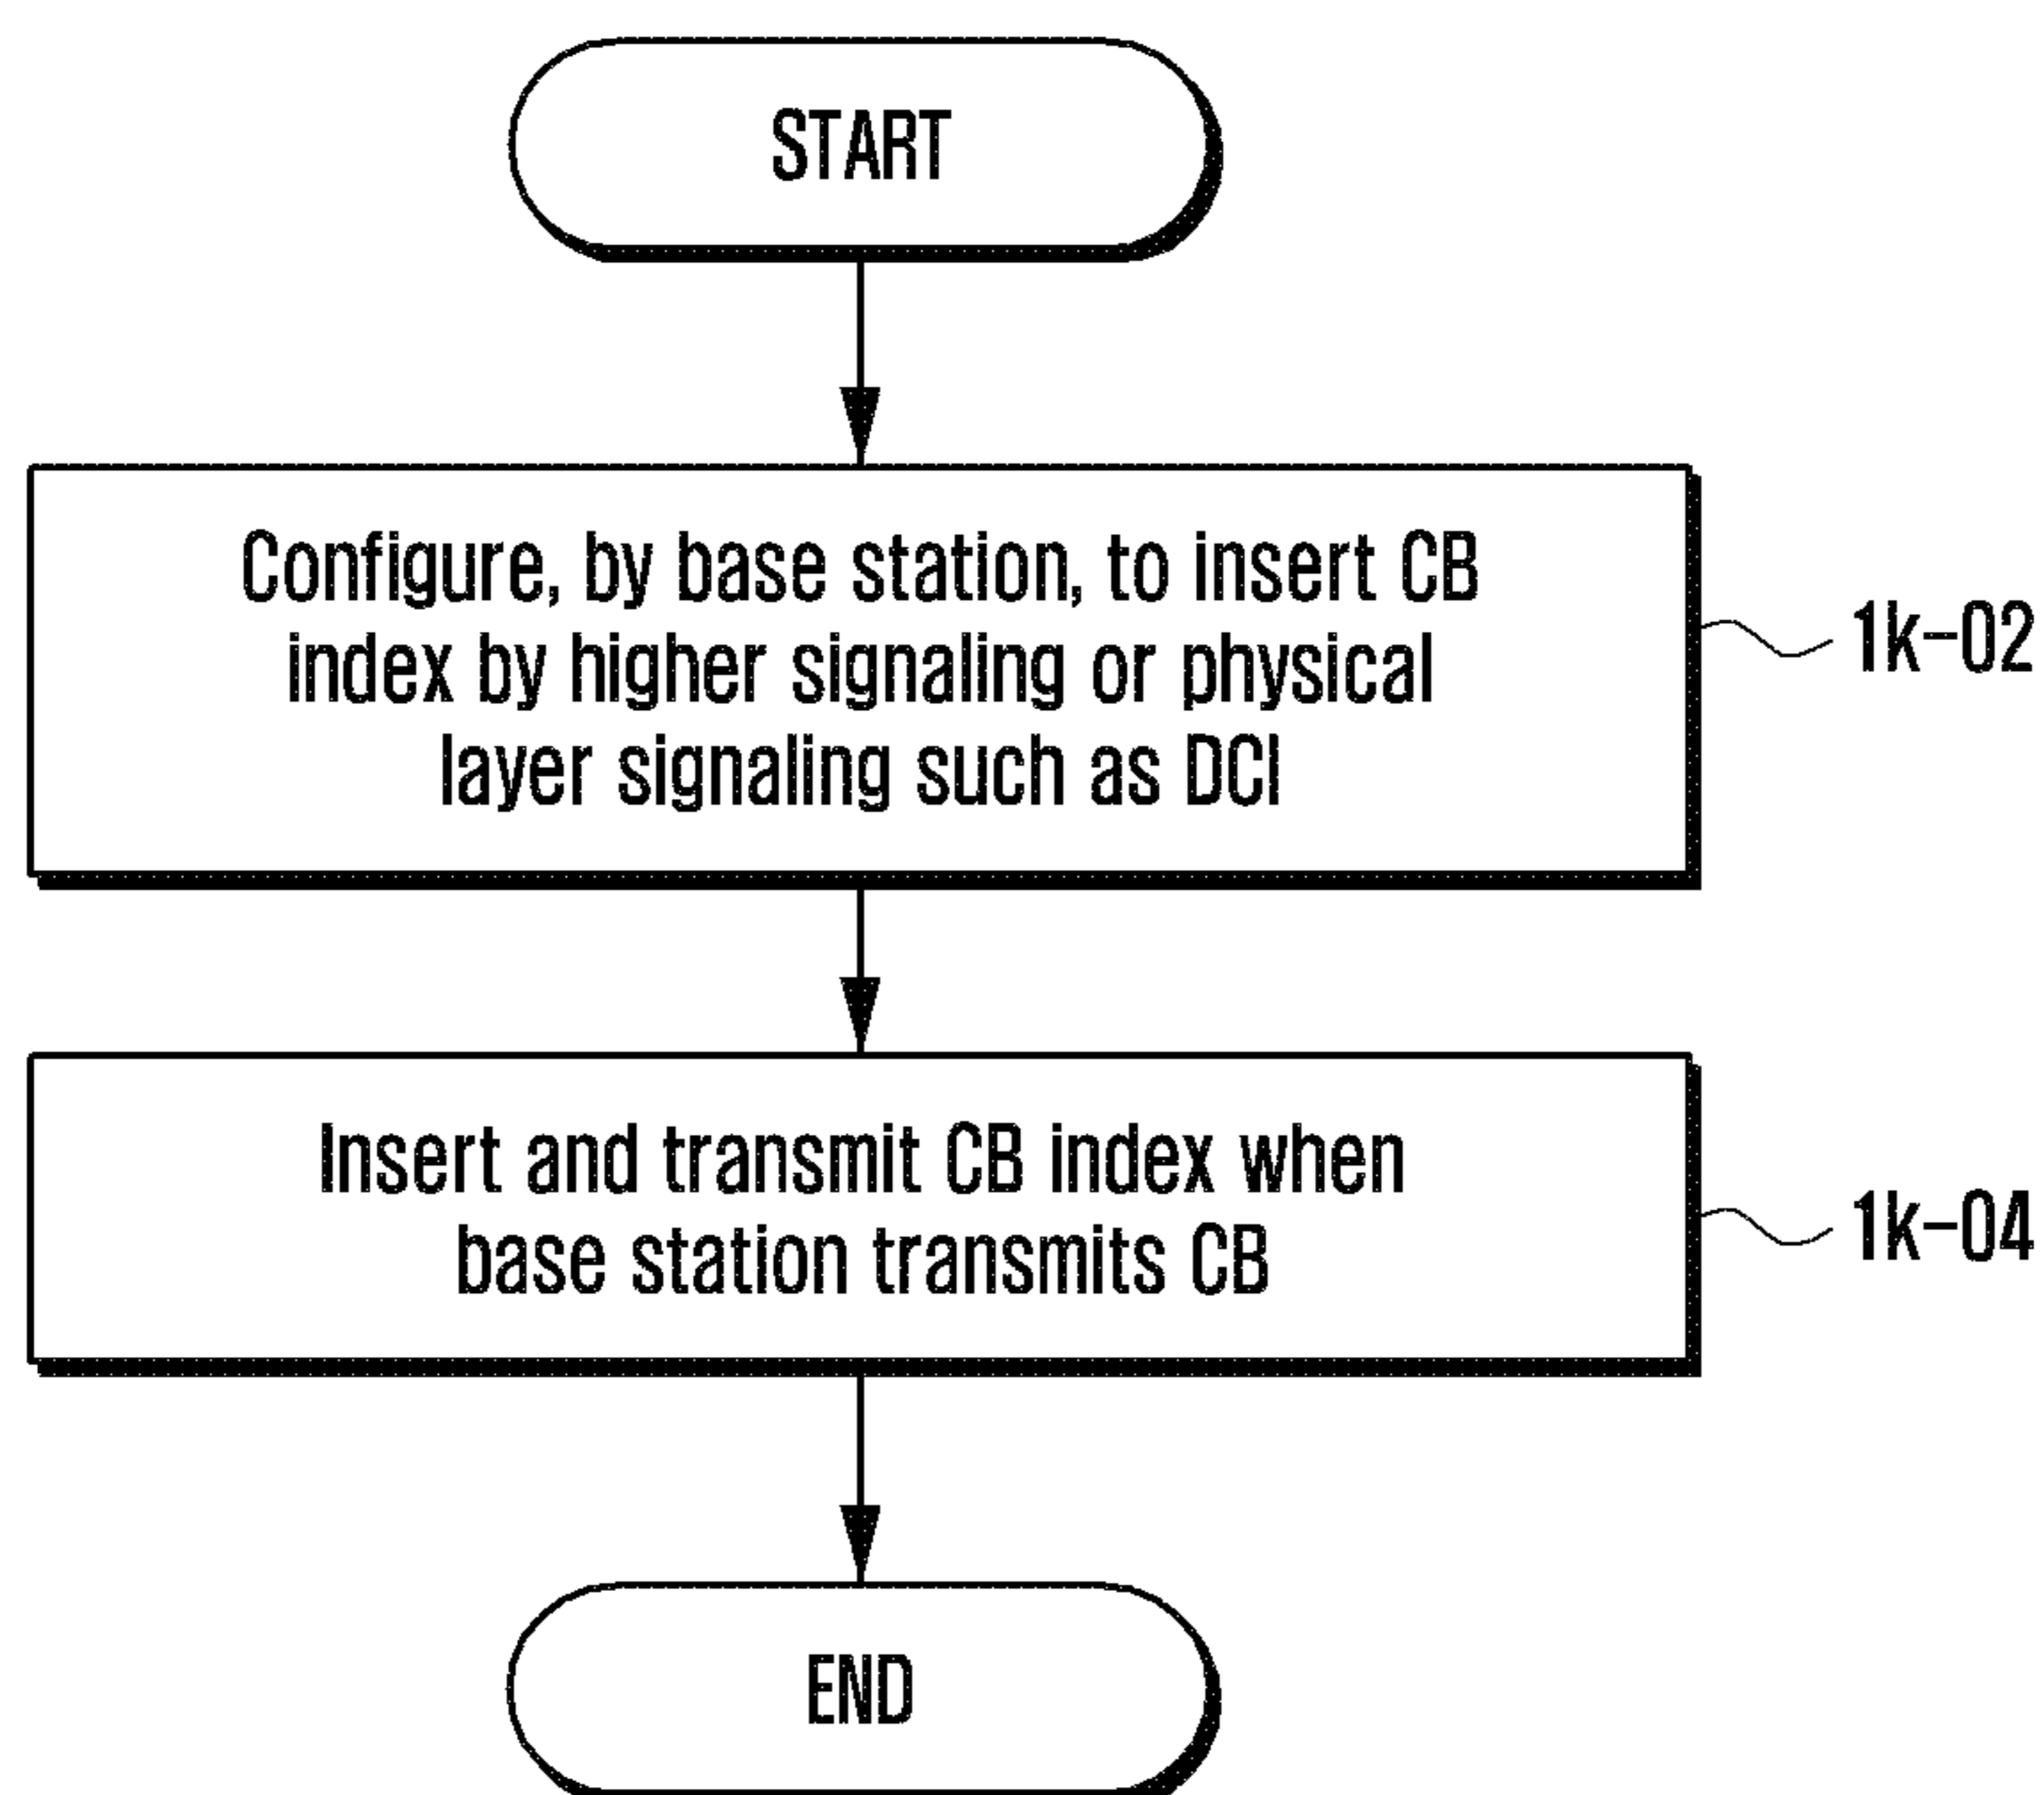 START
Configure, by base station, to insert CB
index by higher signaling or physical
layer signaling such as DCI
1k-02
Insert and transmit CB index when
base station transmits CB
1k-04
END